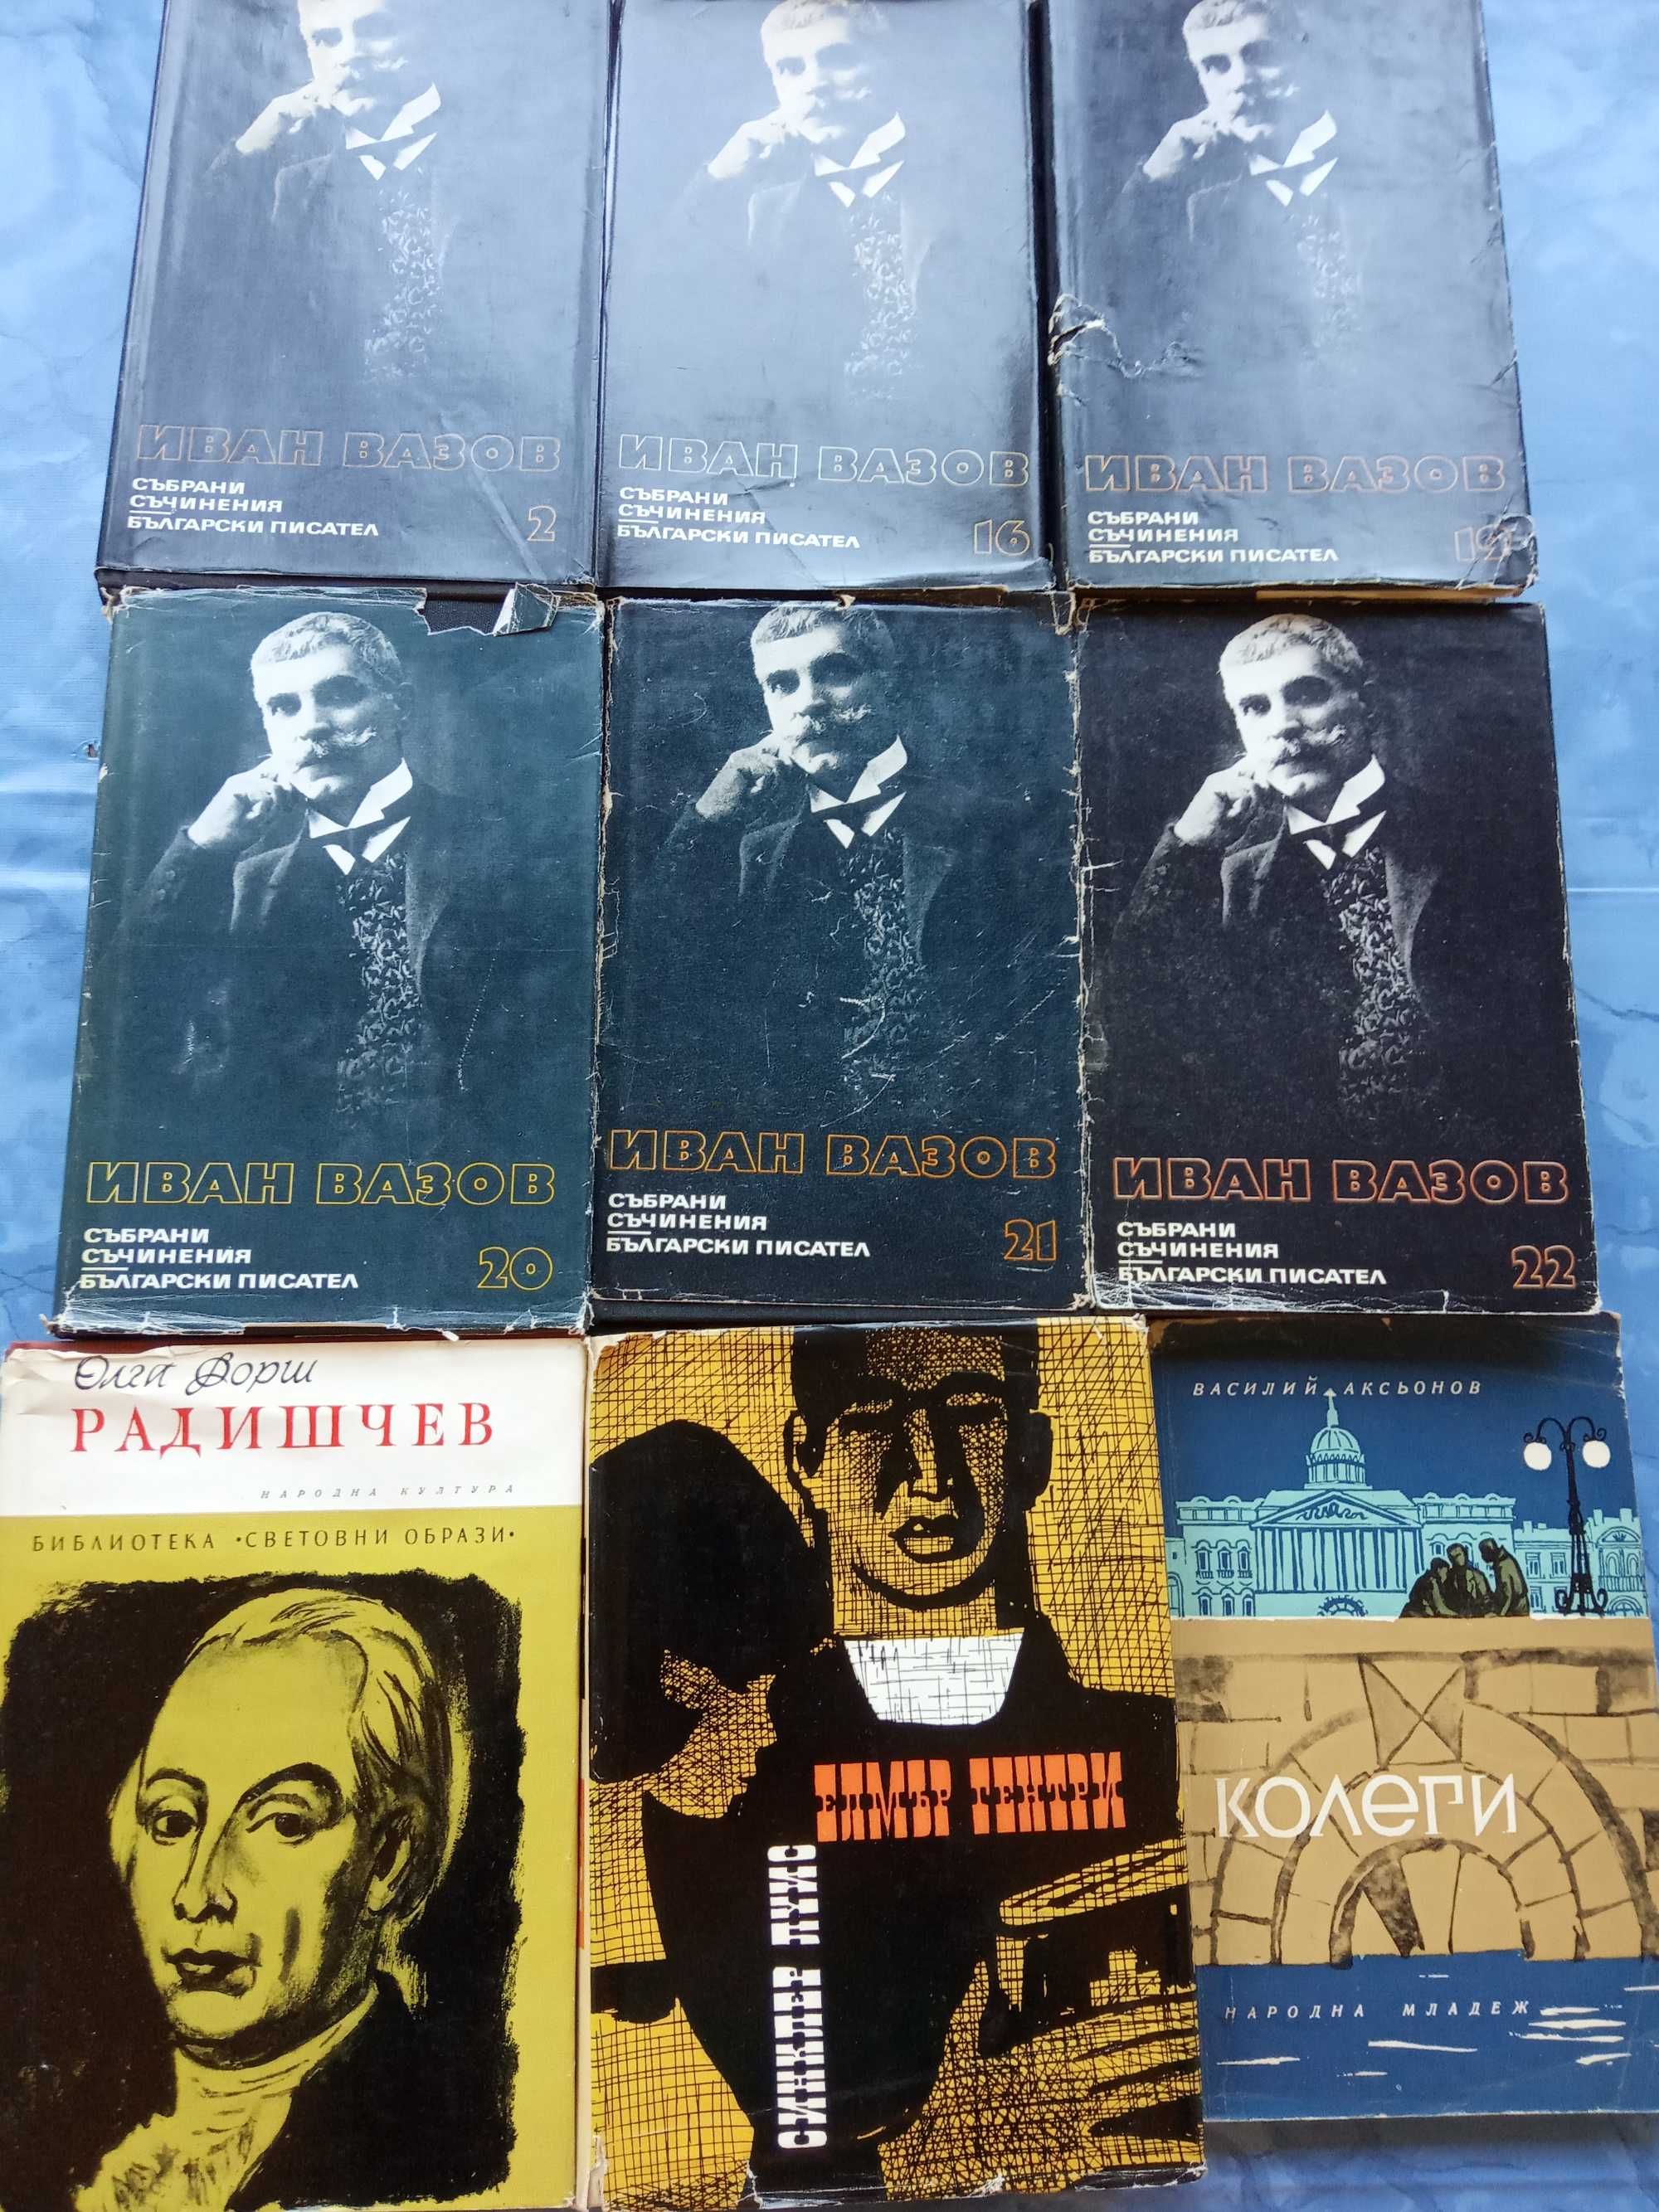 ИВАН ВАЗОВ
СЪБРАНИ
СЪЧИНЕНИЯ
БЪЛГАРСКИ ПИСАТЕЛ
2
ИВАН ВАЗОВ
СЪБРАНИ
СЪЧИНЕНИЯ
БЪЛГАРСКИ ПИСАТЕЛ
16
ИВАН ВАЗОВ
СЪБРАНИ
СЪЧИНЕНИЯ
БЪЛГАРСКИ ПИСАТЕЛ
ИВАН ВАЗОВ
СЪБРАНИ
СЪЧИНЕНИЯ
БЪЛГАРСКИ ПИСАТЕЛ
20
ИВАН ВАЗОВ
СЪБРАНИ
СЪЧИНЕНИЯ
БЪЛГАРСКИ ПИСАТЕЛ
21
ИВАН ВАЗОВ
СЪБРАНИ
СЪЧИНЕНИЯ
БЪЛГАРСКИ ПИСАТЕЛ
22
Олга Форш
РАДИШЧЕВ
НАРОДНА КУЛТУРА
БИБЛИОТЕКА •СВЕТОВНИ ОБРАЗИ•
ЕЛМЪР ГЕНТРИ
СИНКЛЕР ЛУИС
ВАСИЛИЙ АКСЬОНОВ
КОЛЕГИ
НАРОДНА МЛАДЕЖ